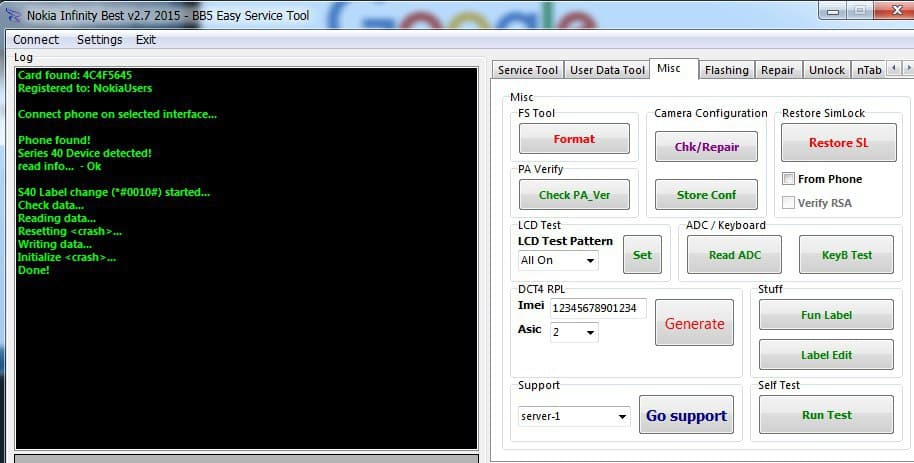 Google
Nokia Infinity Best v2.7 2015 - BB5 Easy Service Tool
Connect Settings Exit
Log
Card found: 4C4F5645
Registered to: NokiaUsers
Connect phone on selected interface...
Phone found!
Series 40 Device detected!
read info... - Ok
S40 Label change (*#0010#) started...
Check data...
Reading data...
Resetting <crash>...
Writing data...
Initialize <crash>...
Done!
Service Tool User Data Tool Misc Flashing Repair Unlock nTab
Misc
FS Tool
Format
Camera Configuration
Chk/Repair
Store Conf
Restore SimLock
Restore SL
From Phone
Verify RSA
PA Verify
Check PA_Ver
LCD Test
LCD Test Pattern
All On
Set
ADC / Keyboard
Read ADC
KeyB Test
DCT4 RPL
Imei 12345678901234
Asic 2
Generate
Stuff
Fun Label
Label Edit
Support
server-1
Go support
Self Test
Run Test